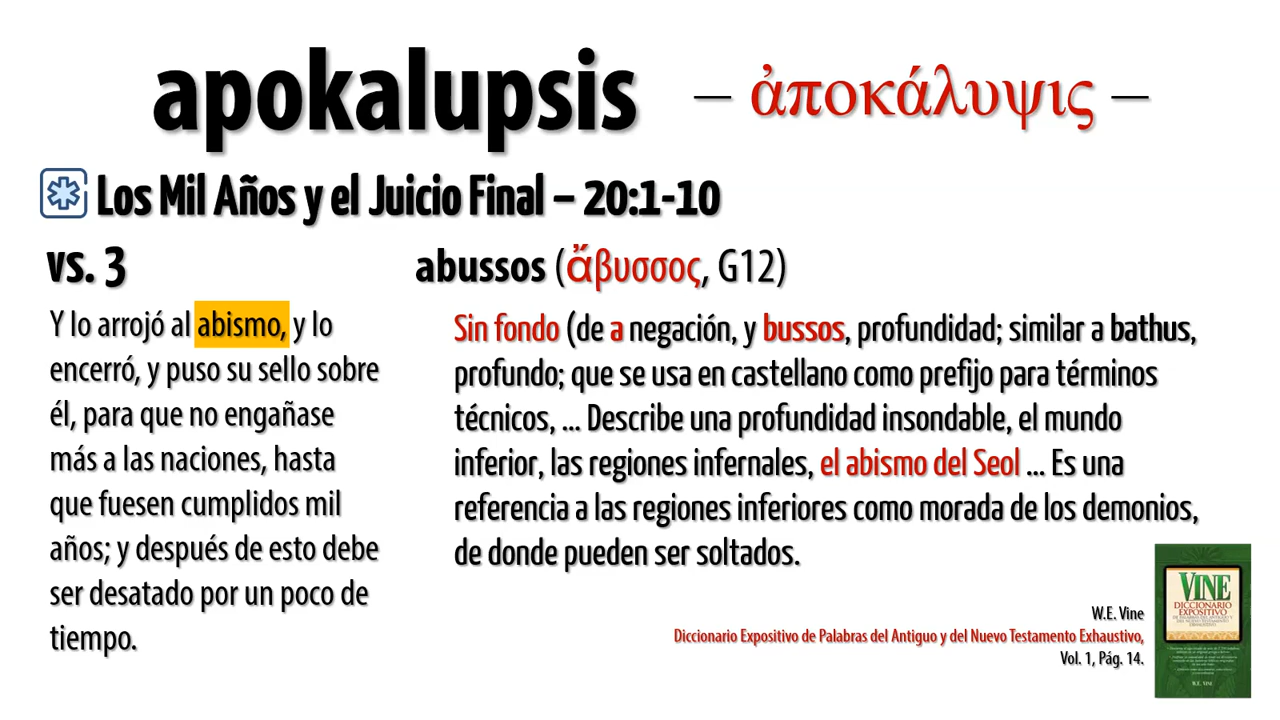 apokalupsis – ἀποκάλυψις –
Los Mil Años y el Juicio Final – 20:1-10
vs. 3
Y lo arrojó al abismo, y lo
encerró, y puso su sello sobre
él, para que no engañase
más a las naciones, hasta
que fuesen cumplidos mil
años; y después de esto debe
ser desatado por un poco de
tiempo.
abussos (ἄβυσσος, G12)
Sin fondo (de a negación, y bussos, profundidad; similar a bathus,
profundo; que se usa en castellano como prefijo para términos
técnicos, ... Describe una profundidad insondable, el mundo
inferior, las regiones infernales, el abismo del Seol ... Es una
referencia a las regiones inferiores como morada de los demonios,
de donde pueden ser soltados.
W.E. Vine
Diccionario Expositivo de Palabras del Antiguo y del Nuevo Testamento Exhaustivo,
Vol. 1, Pág. 14.
VINE
DICCIONARIO
EXPOSITIVO
W.E. VINE